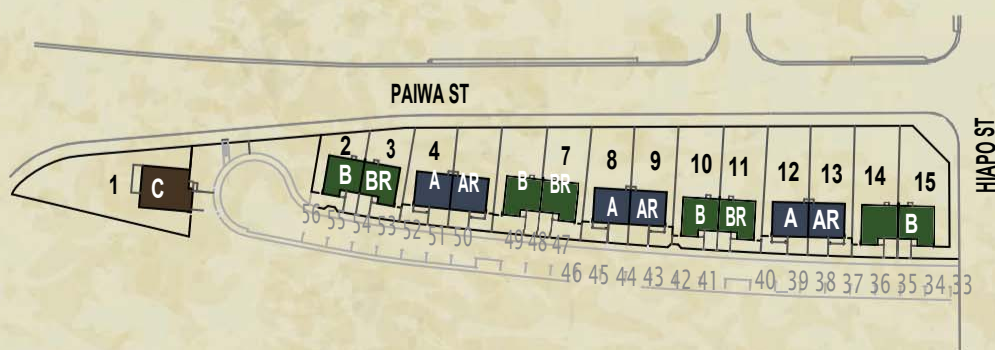 PAIWA ST
HIAPO ST
1 2 3 4 7 8 9 10 11 12 13 14 15
C B BR A AR B BR A AR B BR A AR B
56 55 54 53 52 51 50 49 48 47
46 45 44 43 42 41 40 39 38 37 36 35 34 33